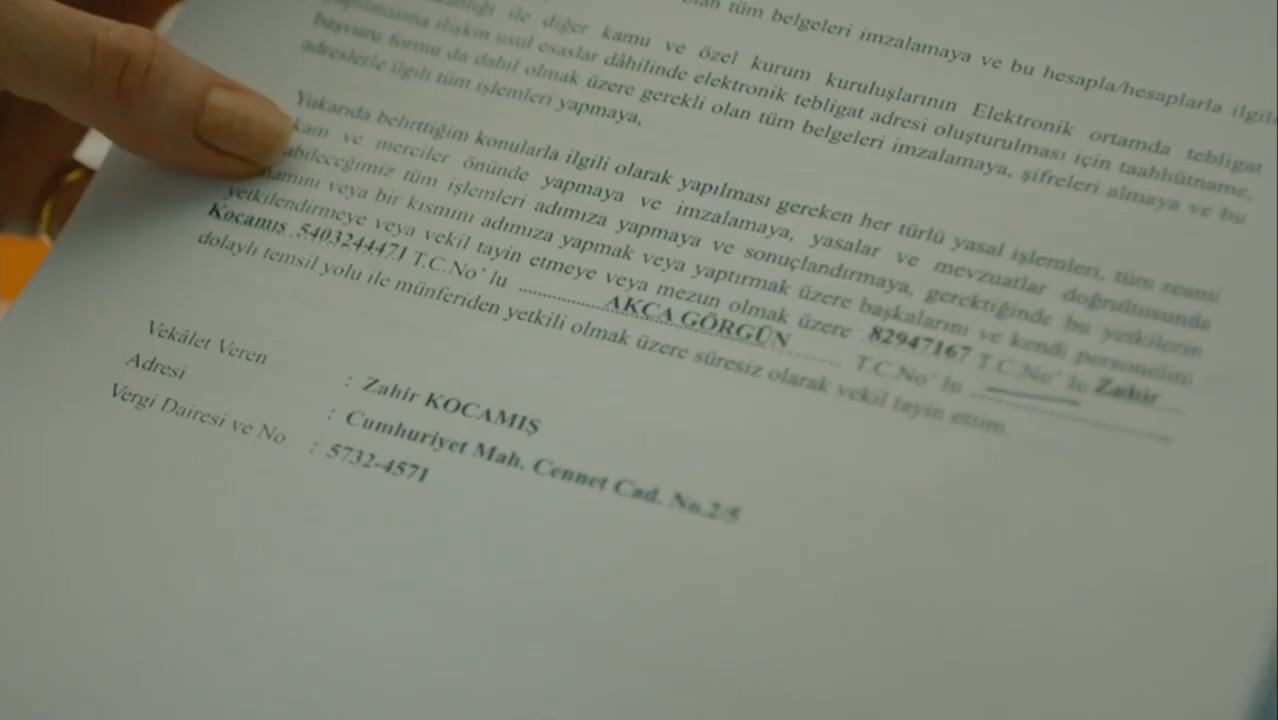 olan tüm belgeleri imzalamaya ve bu hesapla/hesaplarla ilgili
ile diğer kamu ve özel kurum kuruluşlarının Elektronik ortamda tebligat
yapılmasına ilişkin usul esaslar dâhilinde elektronik tebligat adresi oluşturulması için taahhütname,
başvuru formu da dahil olmak üzere gerekli olan tüm belgeleri imzalamaya, şifreleri almaya ve bu
adreslerle ilgili tüm işlemleri yapmaya,
Yukarıda belirttiğim konularla ilgili olarak yapılması gereken her türlü yasal işlemleri, tüm resmi
kam ve merciler önünde yapmaya ve imzalamaya, yasalar ve mevzuatlar doğrultusunda
abileceğimiz tüm işlemleri adımıza yapmaya ve sonuçlandırmaya, gerektiğinde bu yetkilerin
mamını veya bir kısmını adımıza yapmak veya yaptırmak üzere başkalarını ve kendi personelini
yetkilendirmeye veya vekil tayin etmeye veya mezun olmak üzere 82947167 T.C.No' lu Zahir
Kocamıs 5403244471 T.C.No' lu ........AKÇA GÖRGÜN........ T.C.No' lu ........
dolaylı temsil yolu ile münferiden yetkili olmak üzere süresiz olarak vekil tayin ettim.
Vekâlet Veren : Zahir KOCAMIŞ
Adresi : Cumhuriyet Mah. Cennet Cad. No.2/5
Vergi Dairesi ve No : 5732-4571